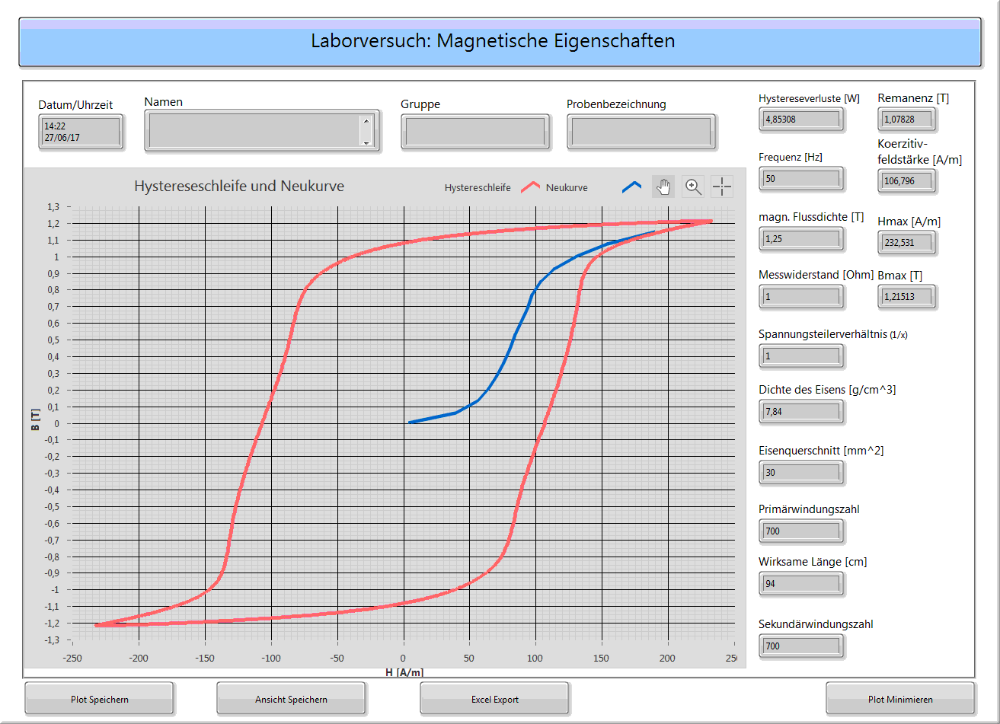 Laborversuch: Magnetische Eigenschaften
Datum/Uhrzeit
14:22
27/06/17
Namen
Gruppe
Probenbezeichnung
Hystereseverluste [W]
4,85308
Remanenz [T]
1,07828
Koerzitiv-
feldstärke [A/m]
106,796
Frequenz [Hz]
50
magn. Flussdichte [T]
1,25
Hmax [A/m]
232,531
Messwiderstand [Ohm]
1
Bmax [T]
1,21513
Spannungsteilerverhältnis (1/x)
1
Dichte des Eisens [g/cm^3]
7,84
Eisenquerschnitt [mm^2]
30
Primärwindungszahl
700
Wirksame Länge [cm]
94
Sekundärwindungszahl
700
Hystereseschleife und Neukurve
Hystereschleife
Neukurve
1,3
1,2
1,1
1
0,9
0,8
0,7
0,6
0,5
0,4
0,3
0,2
0,1
0
-0,1
-0,2
-0,3
-0,4
-0,5
-0,6
-0,7
-0,8
-0,9
-1
-1,1
-1,2
-1,3
B [T]
-250 -200 -150 -100 -50 0 50 100 150 200 25
H [A/m]
Plot Speichern
Ansicht Speichern
Excel Export
Plot Minimieren